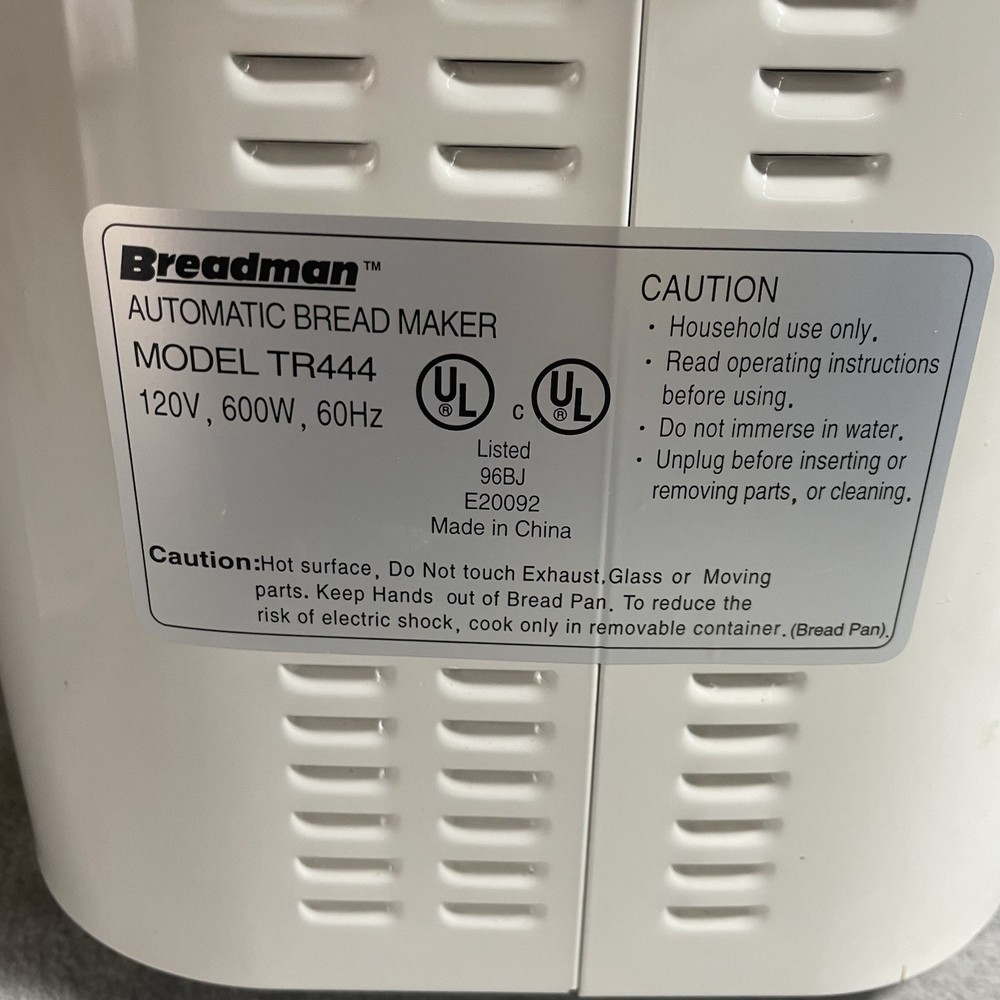 Breadman™
AUTOMATIC BREAD MAKER
MODEL TR444
120V, 600W, 60Hz
UL® C UL®
Listed
96BJ
E20092
Made in China
CAUTION
• Household use only.
• Read operating instructions
before using.
• Do not immerse in water.
• Unplug before inserting or
removing parts, or cleaning.
Caution:Hot surface, Do Not touch Exhaust,Glass or Moving
parts. Keep Hands out of Bread Pan. To reduce the
risk of electric shock, cook only in removable container. (Bread Pan).